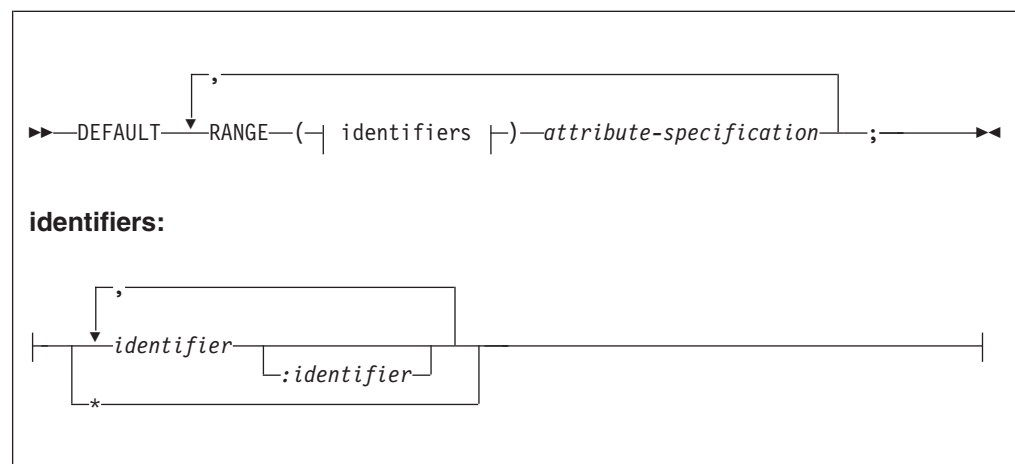 ,
DEFAULT RANGE ( identifiers ) attribute-specification ;
identifiers:
,
identifier
:identifier
*